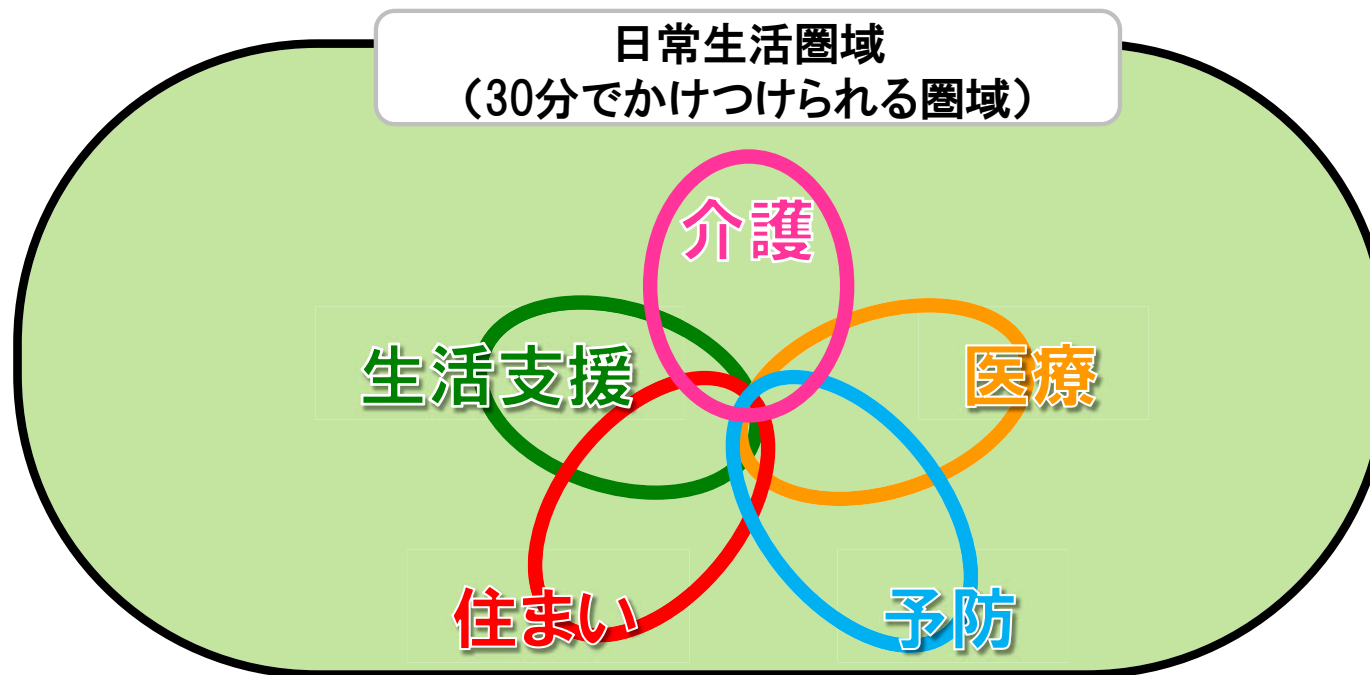 日常生活圏域
（30分でかけつけられる圏域）
介護
生活支援
医療
住まい
予防